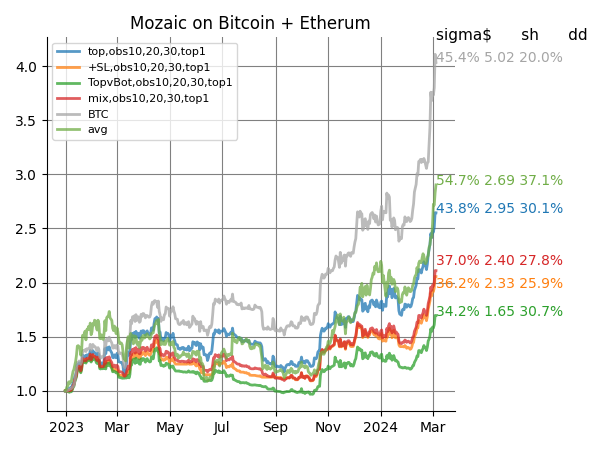 Mozaic on Bitcoin + Etherum
sigma$ sh dd
top,obs10,20,30,top1
+SL,obs10,20,30,top1
TopvBot,obs10,20,30,top1
mix,obs10,20,30,top1
BTC
avg
45.4% 5.02 20.0%
54.7% 2.69 37.1%
43.8% 2.95 30.1%
37.0% 2.40 27.8%
36.2% 2.33 25.9%
34.2% 1.65 30.7%
4.0
3.5
3.0
2.5
2.0
1.5
1.0
2023 Mar May Jul Sep Nov 2024 Mar